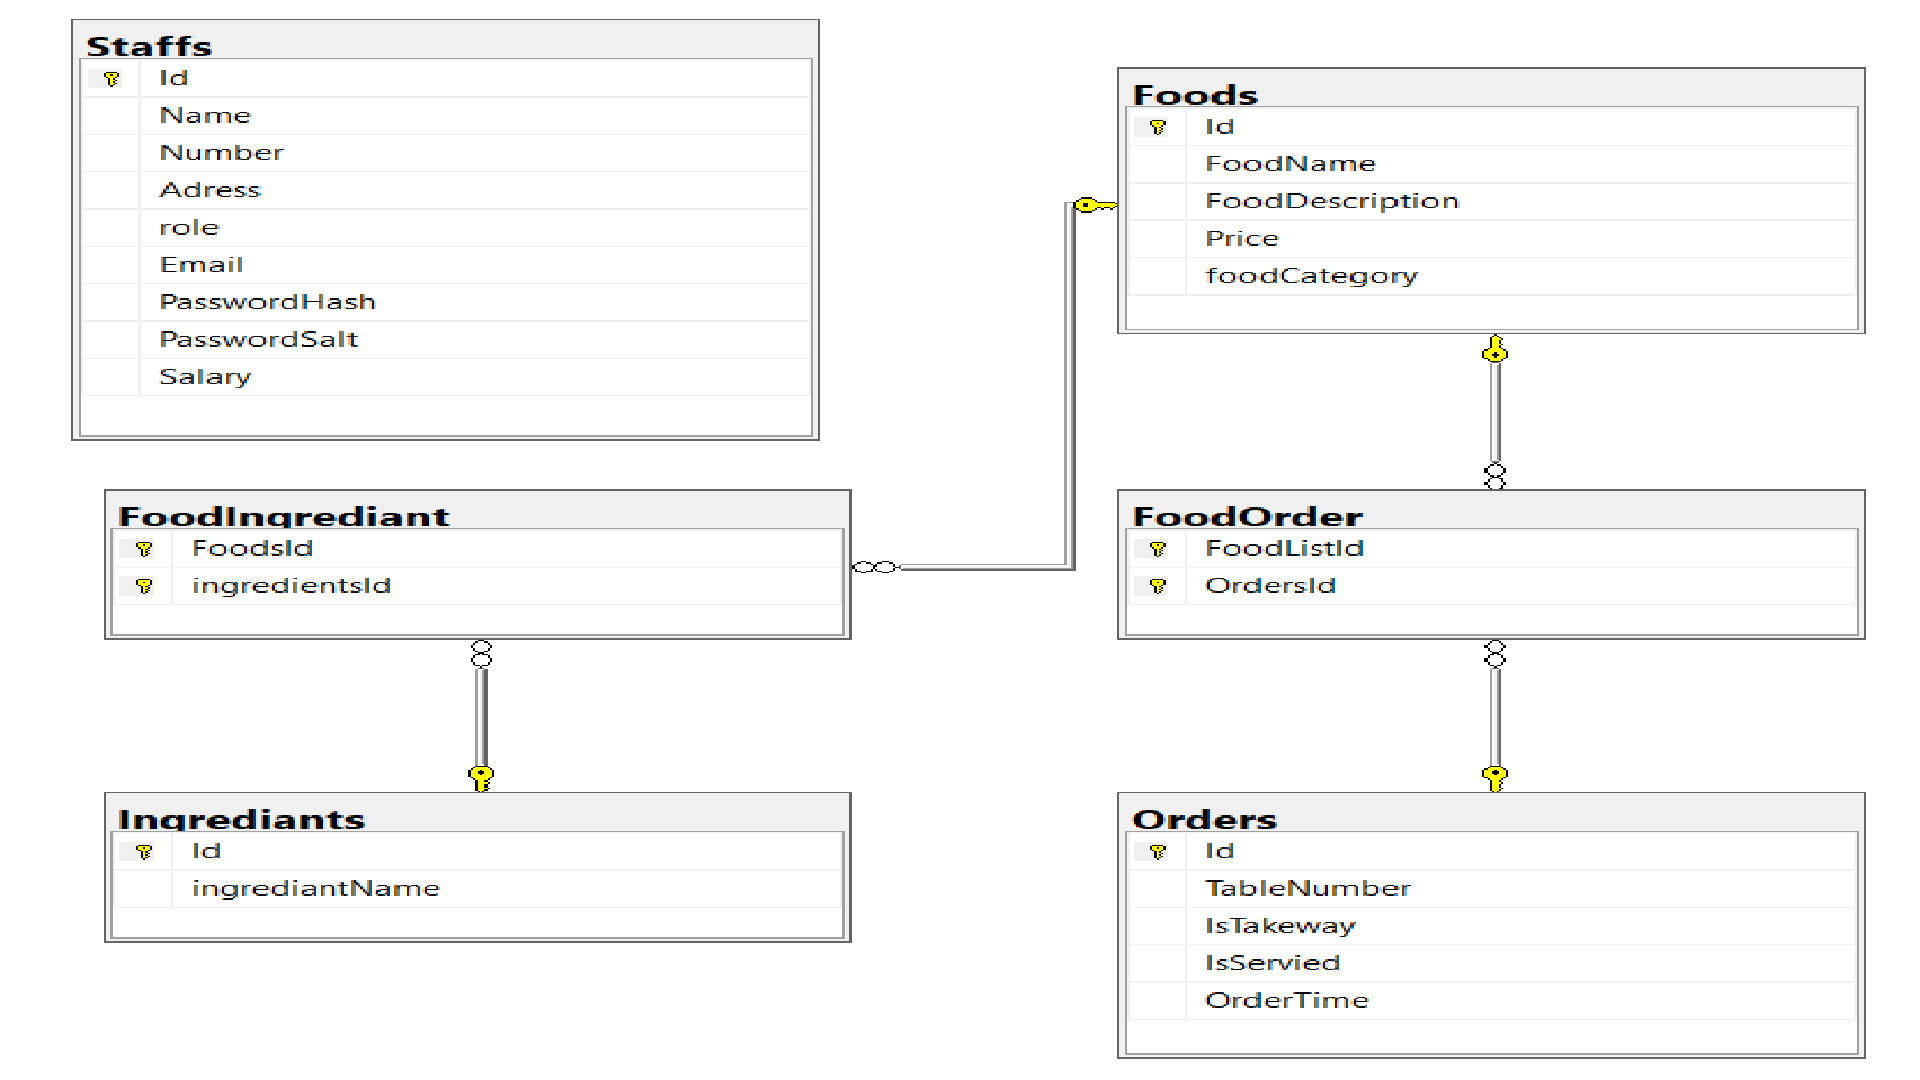 Staffs
Id
Name
Number
Adress
role
Email
PasswordHash
PasswordSalt
Salary
Foods
Id
FoodName
FoodDescription
Price
foodCategory
FoodIngrediant
FoodsId
ingredientsId
FoodOrder
FoodListId
OrdersId
Ingrediants
Id
ingrediantName
Orders
Id
TableNumber
IsTakeway
IsServied
OrderTime